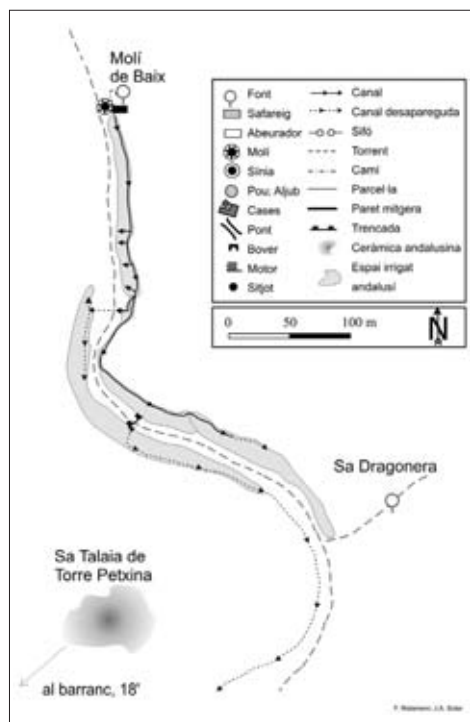 Molí
de Baix
Font
Safareig
Abeurador
Molí
Sínia
Pou; Aljub
Cases
Pont
Bover
Motor
Sitjot
Canal
Canal desapareguda
Sifó
Torrent
Camí
Parcel·la
Paret mitgera
Trencada
Ceràmica andalusina
Espai irrigat
andalusí
0 50 100 m
N
Sa Dragonera
Sa Talaia de
Torre Petxina
al barranc, 18'